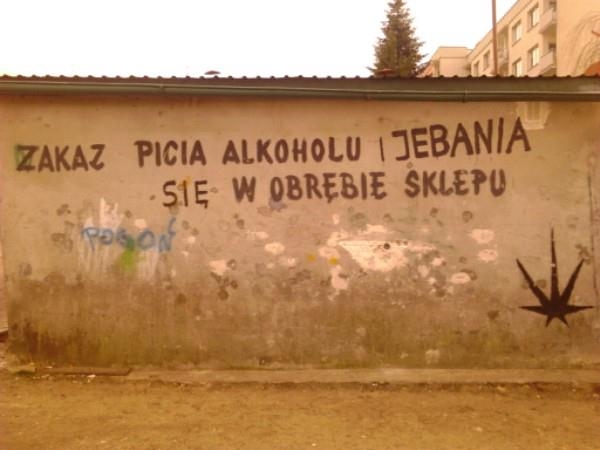 ZAKAZ PICIA ALKOHOLU I JEBANIA
SIĘ W OBRĘBIE SKLEPU
POGOŃ